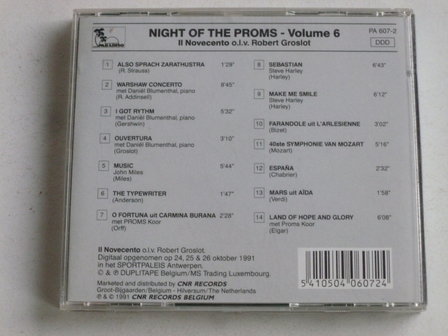 PARADISO
NIGHT OF THE PROMS - Volume 6
Il Novecento o.l.v. Robert Groslot
PA 607-2
DDD
1 ALSO SPRACH ZARATHUSTRA 1'29"
(R. Strauss)
2 WARSHAW CONCERTO 8'45"
met Daniël Blumenthal, piano
(R. Addinsell)
3 I GOT RYTHM 5'32"
met Daniël Blumenthal, piano
(Gershwin)
4 OUVERTURA 3'10"
(Groslot)
5 MUSIC 5'44"
John Miles
(Miles)
6 THE TYPEWRITER 1'47"
(Anderson)
7 O FORTUNA uit CARMINA BURANA 2'28"
met PROMS Koor
(Orff)
8 SEBASTIAN 6'43"
Steve Harley
(Harley)
9 MAKE ME SMILE 6'12"
Steve Harley
(Harley)
10 FARANDOLE uit L'ARLESIENNE 3'02"
(Bizet)
11 40ste SYMPHONIE VAN MOZART 5'16"
(Mozart)
12 ESPAÑA 2'32"
(Chabrier)
13 MARS uit AÏDA 1'58"
(Verdi)
14 LAND OF HOPE AND GLORY 6'08"
met Proms Koor
(Elgar)
Il Novecento o.l.v. Robert Groslot.
Digitaal opgenomen op 24, 25 & 26 oktober 1991
in het SPORTPALEIS Antwerpen.
© & ℗ DUPLITAPE Belgium/MS Trading Luxembourg.
Marketed and distributed by CNR RECORDS
Groot-Bijgaarden/Belgium - Hilversum/The Netherlands
℗ & © 1991 CNR RECORDS BELGIUM
5 410504 060724